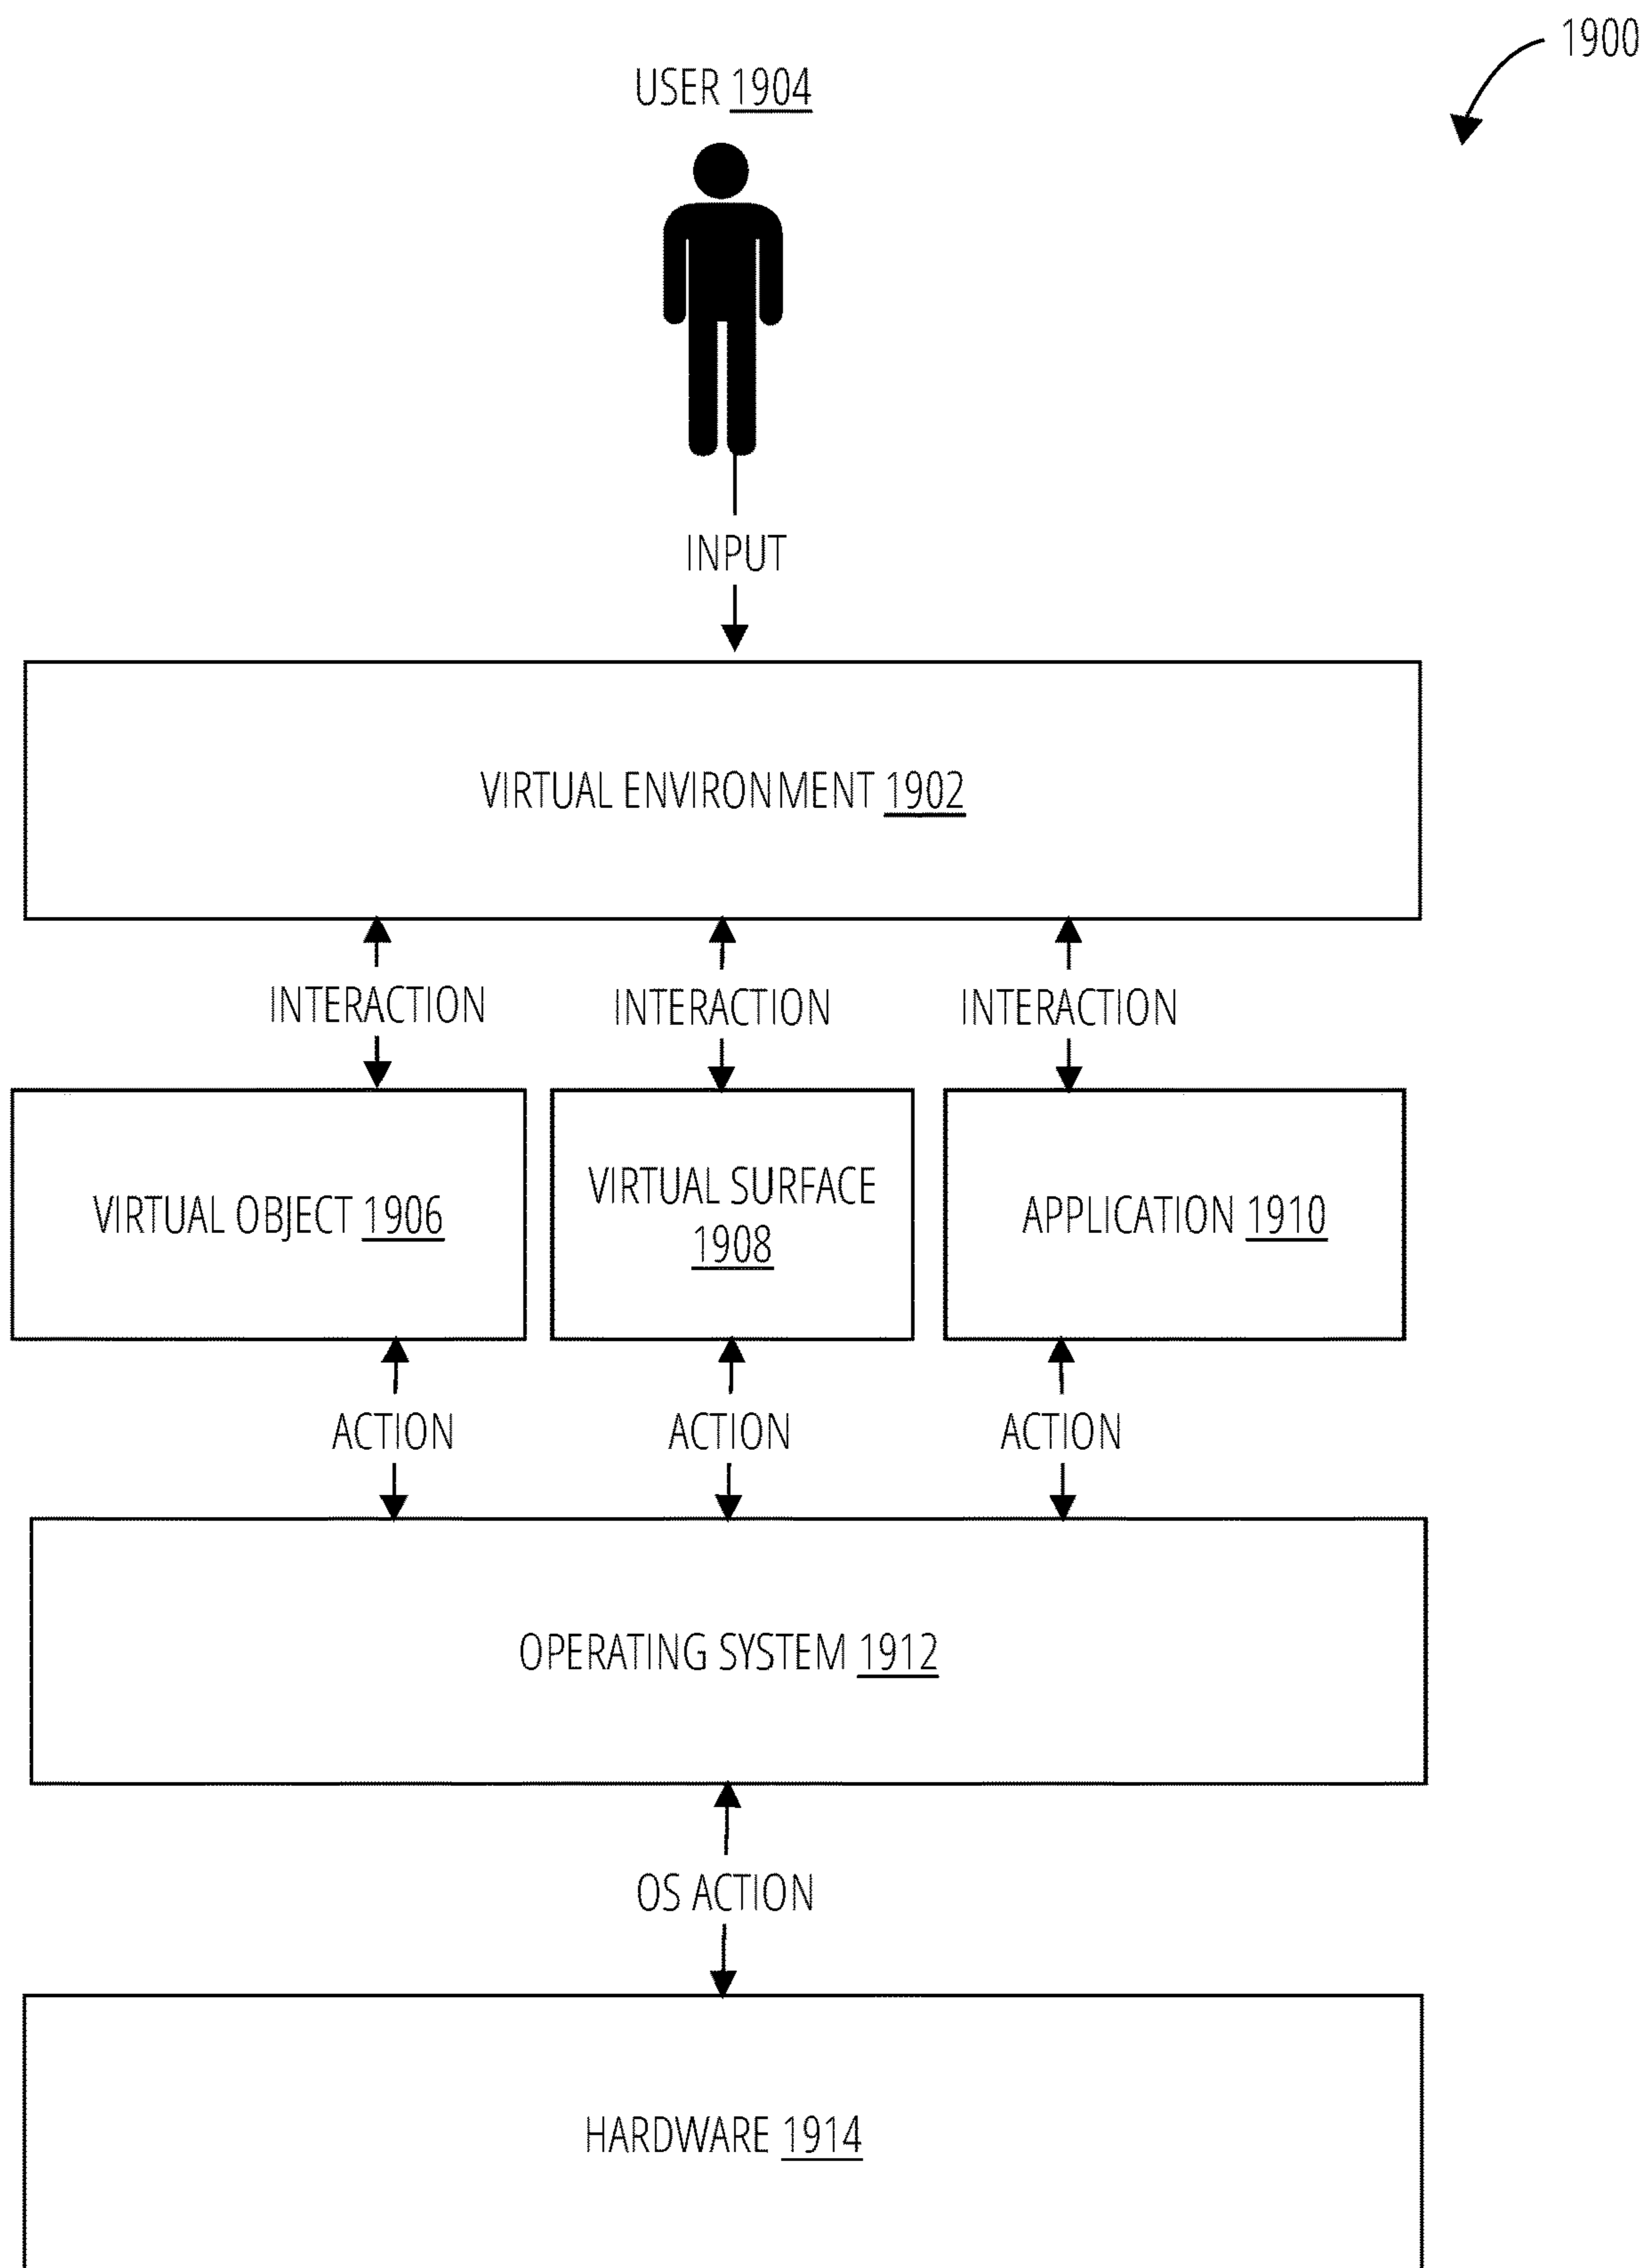 1900
USER 1904
INPUT
VIRTUAL ENVIRONMENT 1902
INTERACTION
INTERACTION
INTERACTION
VIRTUAL OBJECT 1906
VIRTUAL SURFACE
1908
APPLICATION 1910
ACTION
ACTION
ACTION
OPERATING SYSTEM 1912
OS ACTION
HARDWARE 1914